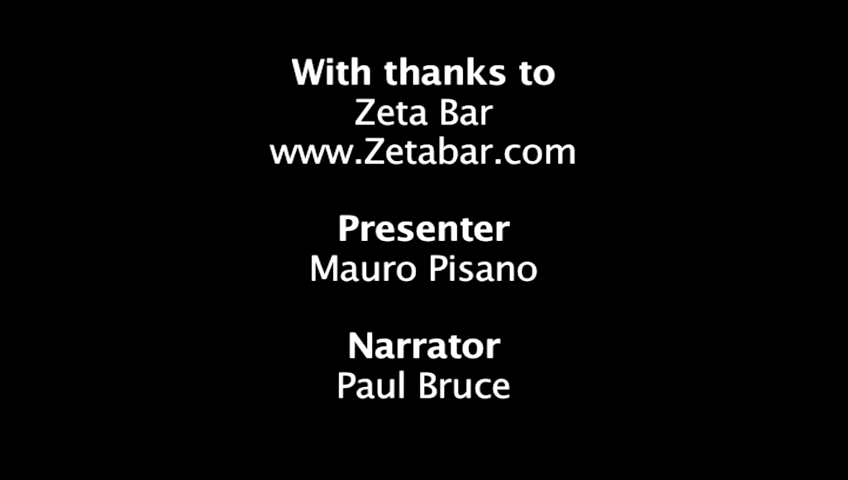 With thanks to
Zeta Bar
www.Zetabar.com
Presenter
Mauro Pisano
Narrator
Paul Bruce